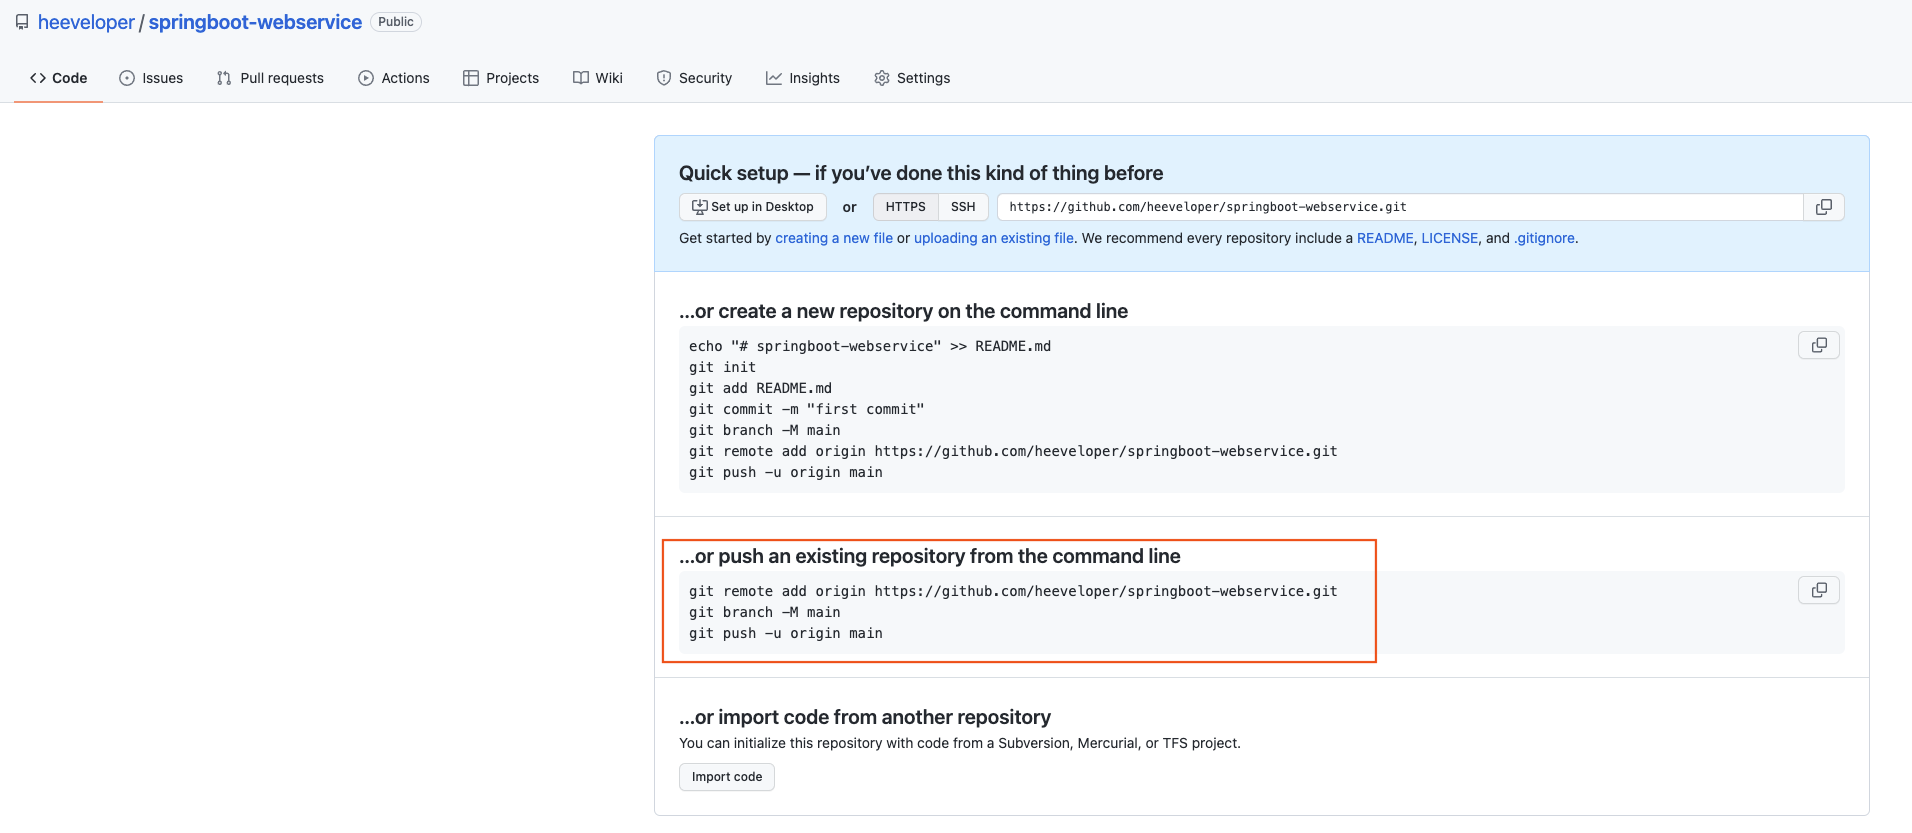 heeveloper / springboot-webservice Public
Code Issues Pull requests Actions Projects Wiki Security Insights Settings
Quick setup — if you’ve done this kind of thing before
Set up in Desktop or HTTPS SSH https://github.com/heeveloper/springboot-webservice.git
Get started by creating a new file or uploading an existing file. We recommend every repository include a README, LICENSE, and .gitignore.
…or create a new repository on the command line
echo "# springboot-webservice" >> README.md
git init
git add README.md
git commit -m "first commit"
git branch -M main
git remote add origin https://github.com/heeveloper/springboot-webservice.git
git push -u origin main
…or push an existing repository from the command line
git remote add origin https://github.com/heeveloper/springboot-webservice.git
git branch -M main
git push -u origin main
…or import code from another repository
You can initialize this repository with code from a Subversion, Mercurial, or TFS project.
Import code